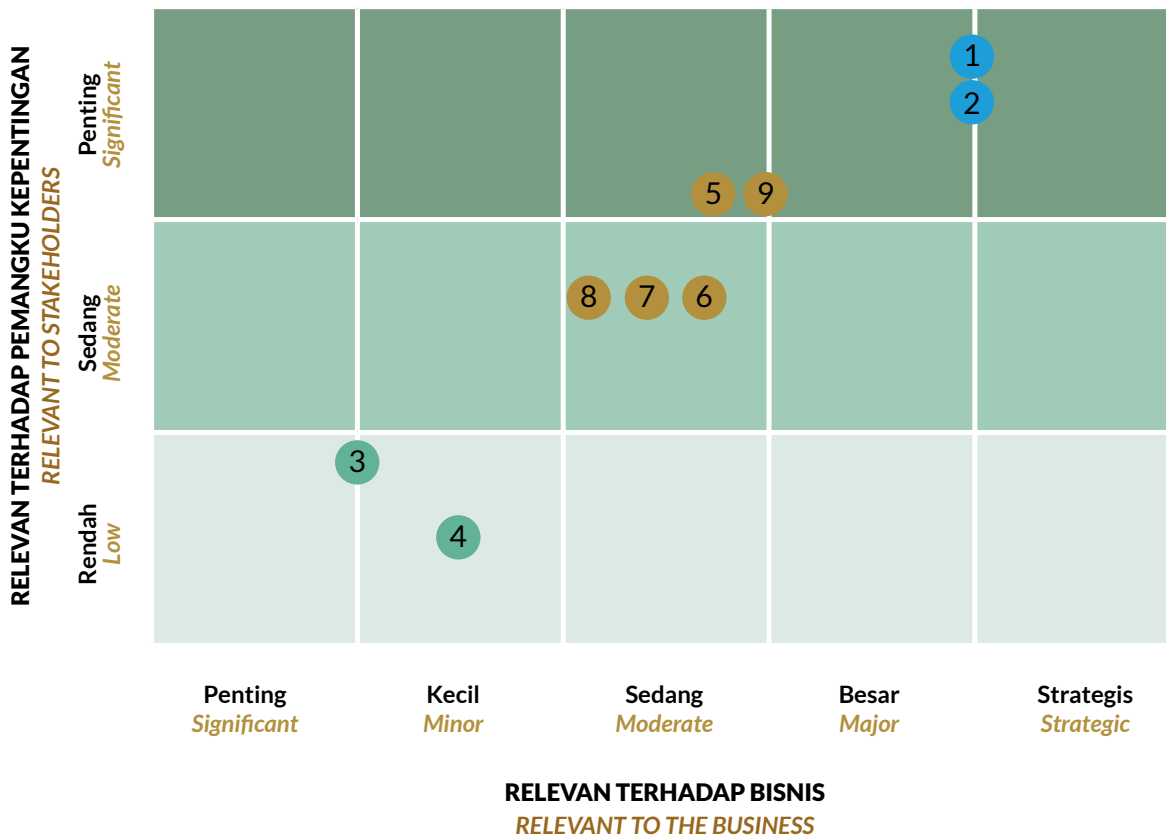 RELEVAN TERHADAP PEMANGKU KEPENTINGAN
RELEVANT TO STAKEHOLDERS
Penting
Significant
Sedang
Moderate
Rendah
Low
1
2
5
9
8
7
6
3
4
Penting
Significant
Kecil
Minor
Sedang
Moderate
Besar
Major
Strategis
Strategic
RELEVAN TERHADAP BISNIS
RELEVANT TO THE BUSINESS